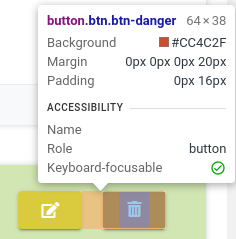 button.btn.btn-danger 64×38
Background #CC4C2F
Margin 0px 0px 0px 20px
Padding 0px 16px
ACCESSIBILITY
Name
Role button
Keyboard-focusable